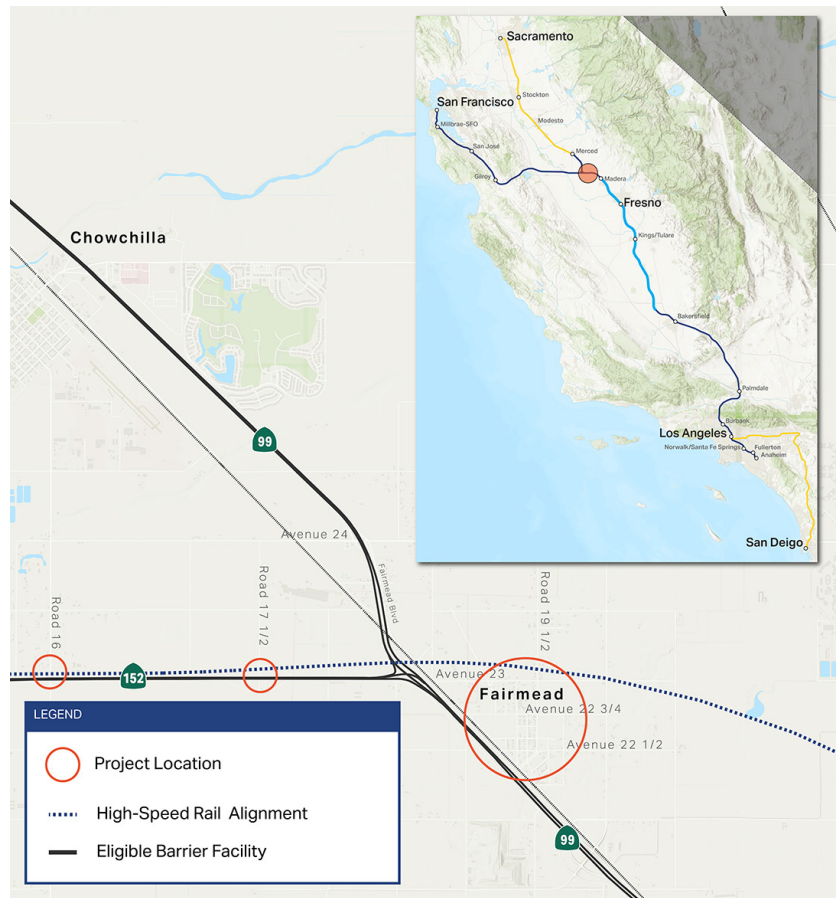 Sacramento
Stockton
San Francisco
Modesto
Millbrae-SFO
San José
Merced
Gilroy
Madera
Fresno
Kings/Tulare
Bakersfield
Palmdale
Burbank
Los Angeles
Norwalk/Santa Fe Springs
Fullerton
Anaheim
San Deigo
Chowchilla
99
Avenue 24
Fairmead Blvd
Road 16
Road 17 1/2
Road 19 1/2
152
Avenue 23
Fairmead
Avenue 22 3/4
Avenue 22 1/2
99
LEGEND
Project Location
High-Speed Rail Alignment
Eligible Barrier Facility